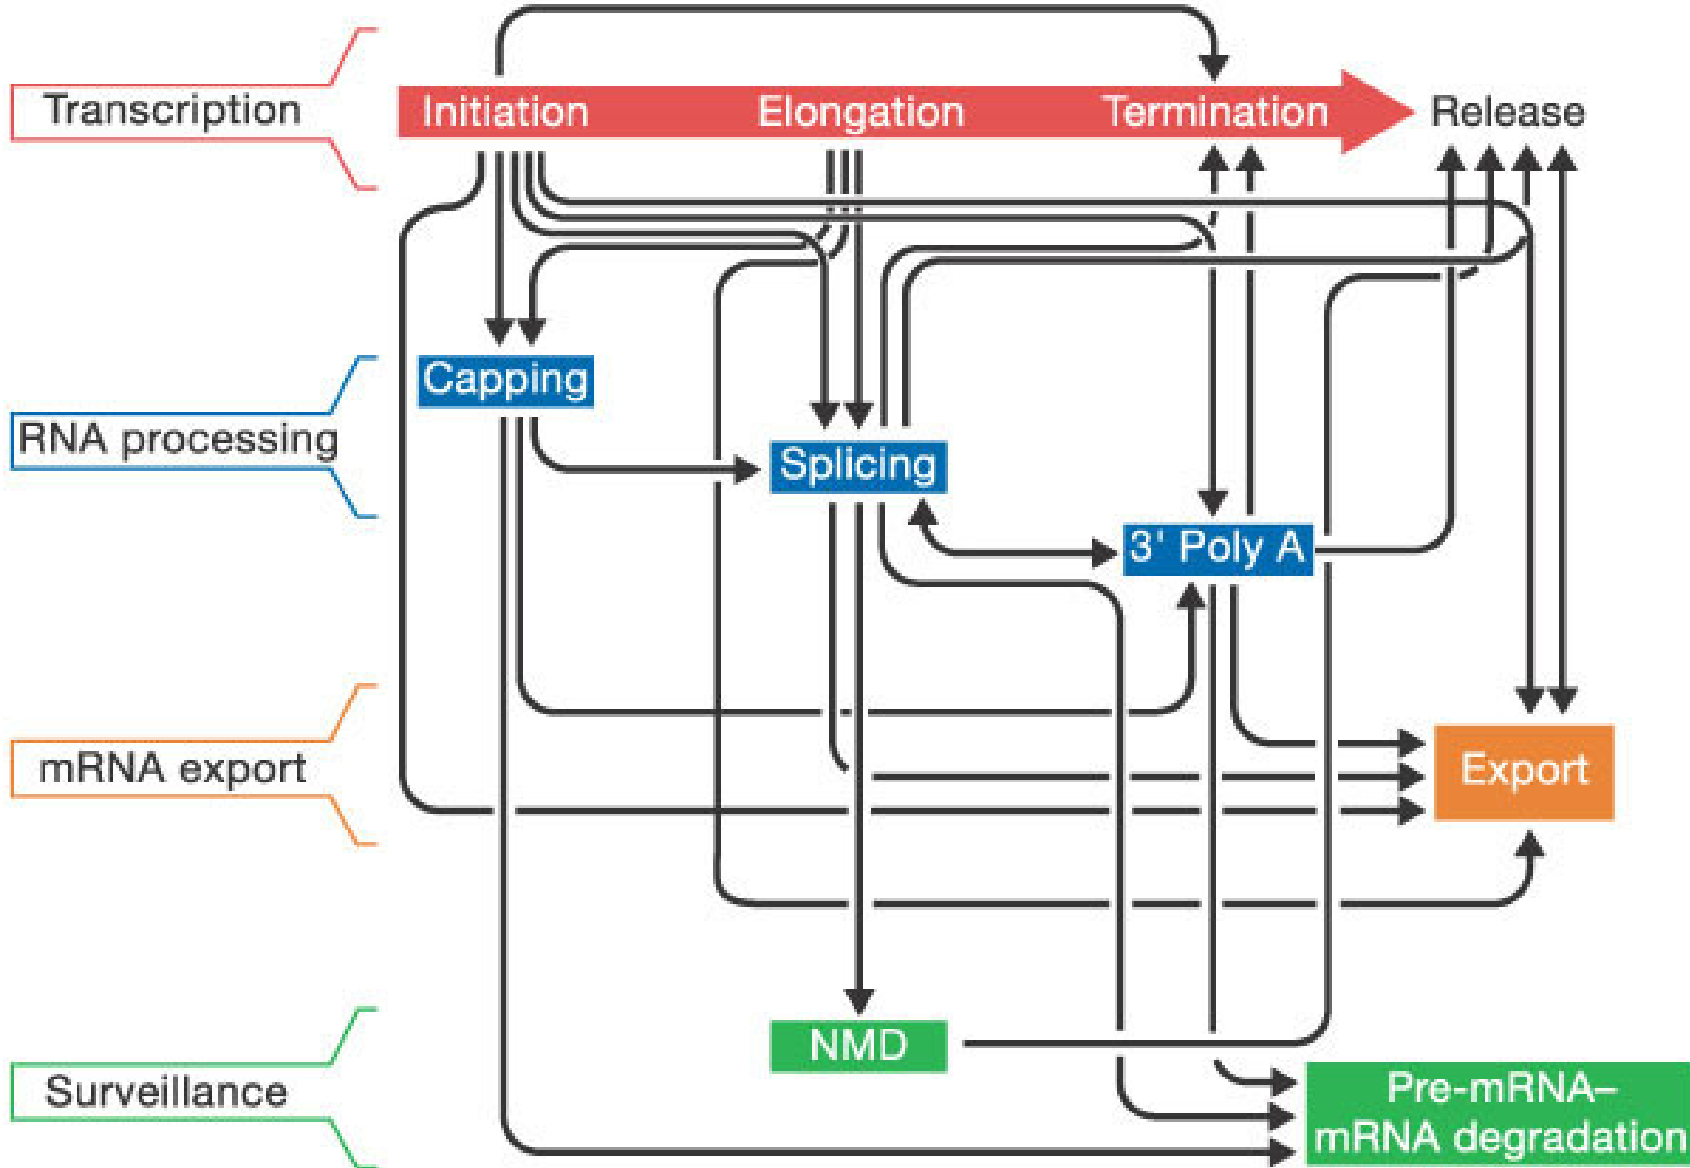 Transcription
Initiation
Elongation
Termination
Release
Capping
RNA processing
Splicing
3' Poly A
mRNA export
Export
NMD
Surveillance
Pre-mRNA–
mRNA degradation